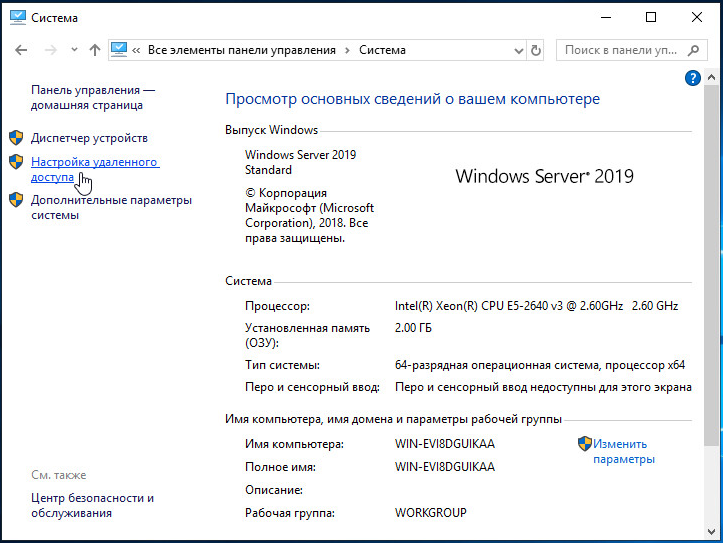 Система
Все элементы панели управления
Система
Поиск в панели уп...
Панель управления —
домашняя страница
Диспетчер устройств
Настройка удаленного
доступа
Дополнительные параметры
системы
См. также
Центр безопасности и
обслуживания
?
Просмотр основных сведений о вашем компьютере
Выпуск Windows
Windows Server 2019
Standard
© Корпорация
Майкрософт (Microsoft
Corporation), 2018. Все
права защищены.
Windows Server® 2019
Система
Процессор: Intel(R) Xeon(R) CPU E5-2640 v3 @ 2.60GHz 2.60 GHz
Установленная память
(ОЗУ): 2.00 ГБ
Тип системы: 64-разрядная операционная система, процессор x64
Перо и сенсорный ввод: Перо и сенсорный ввод недоступны для этого экрана
Имя компьютера, имя домена и параметры рабочей группы
Имя компьютера: WIN-EVI8DGUIKAA
Изменить
параметры
Полное имя: WIN-EVI8DGUIKAA
Описание:
Рабочая группа: WORKGROUP